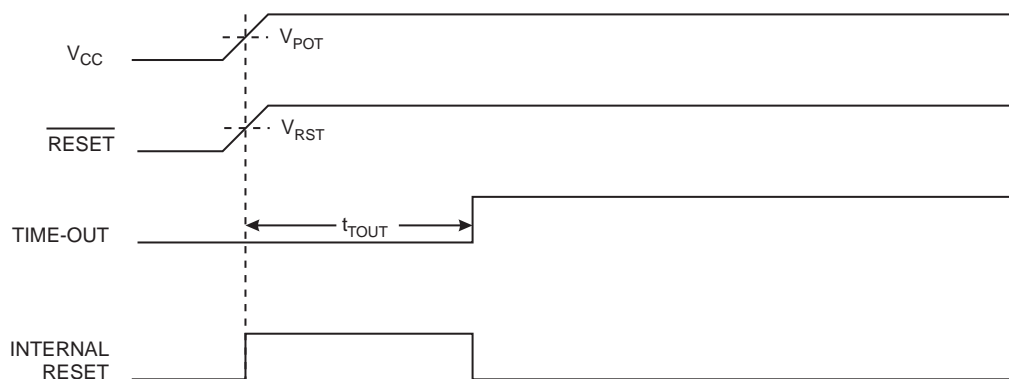 VCC
VPOT
RESET
VRST
TIME-OUT
tTOUT
INTERNAL
RESET